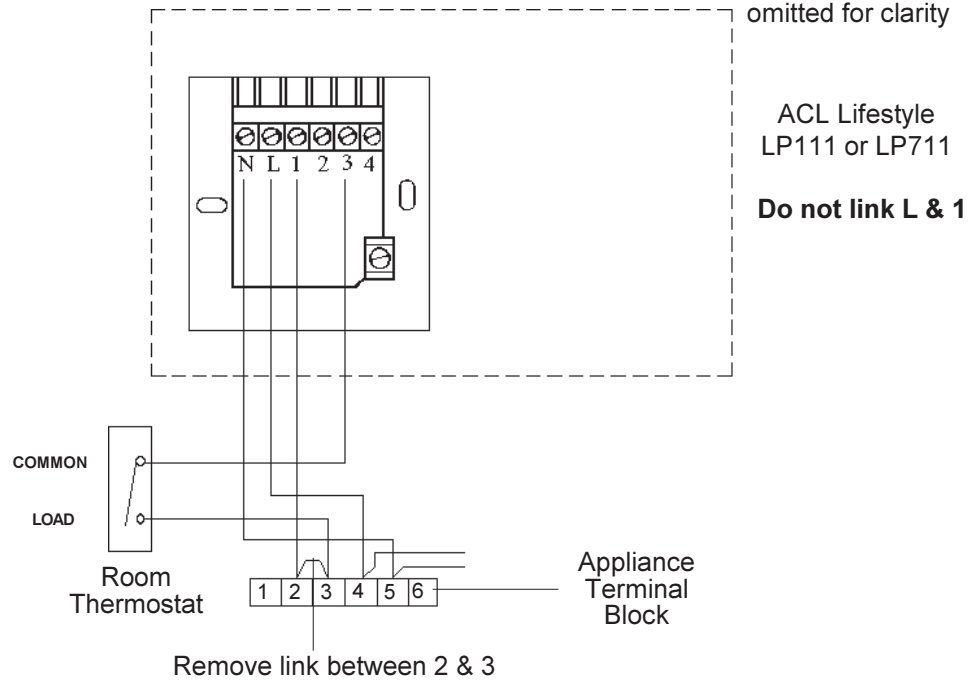 omitted for clarity
ACL Lifestyle
LP111 or LP711
Do not link L & 1
N L 1 2 3 4
COMMON
LOAD
Room
Thermostat
1 2 3 4 5 6
Appliance
Terminal
Block
Remove link between 2 & 3